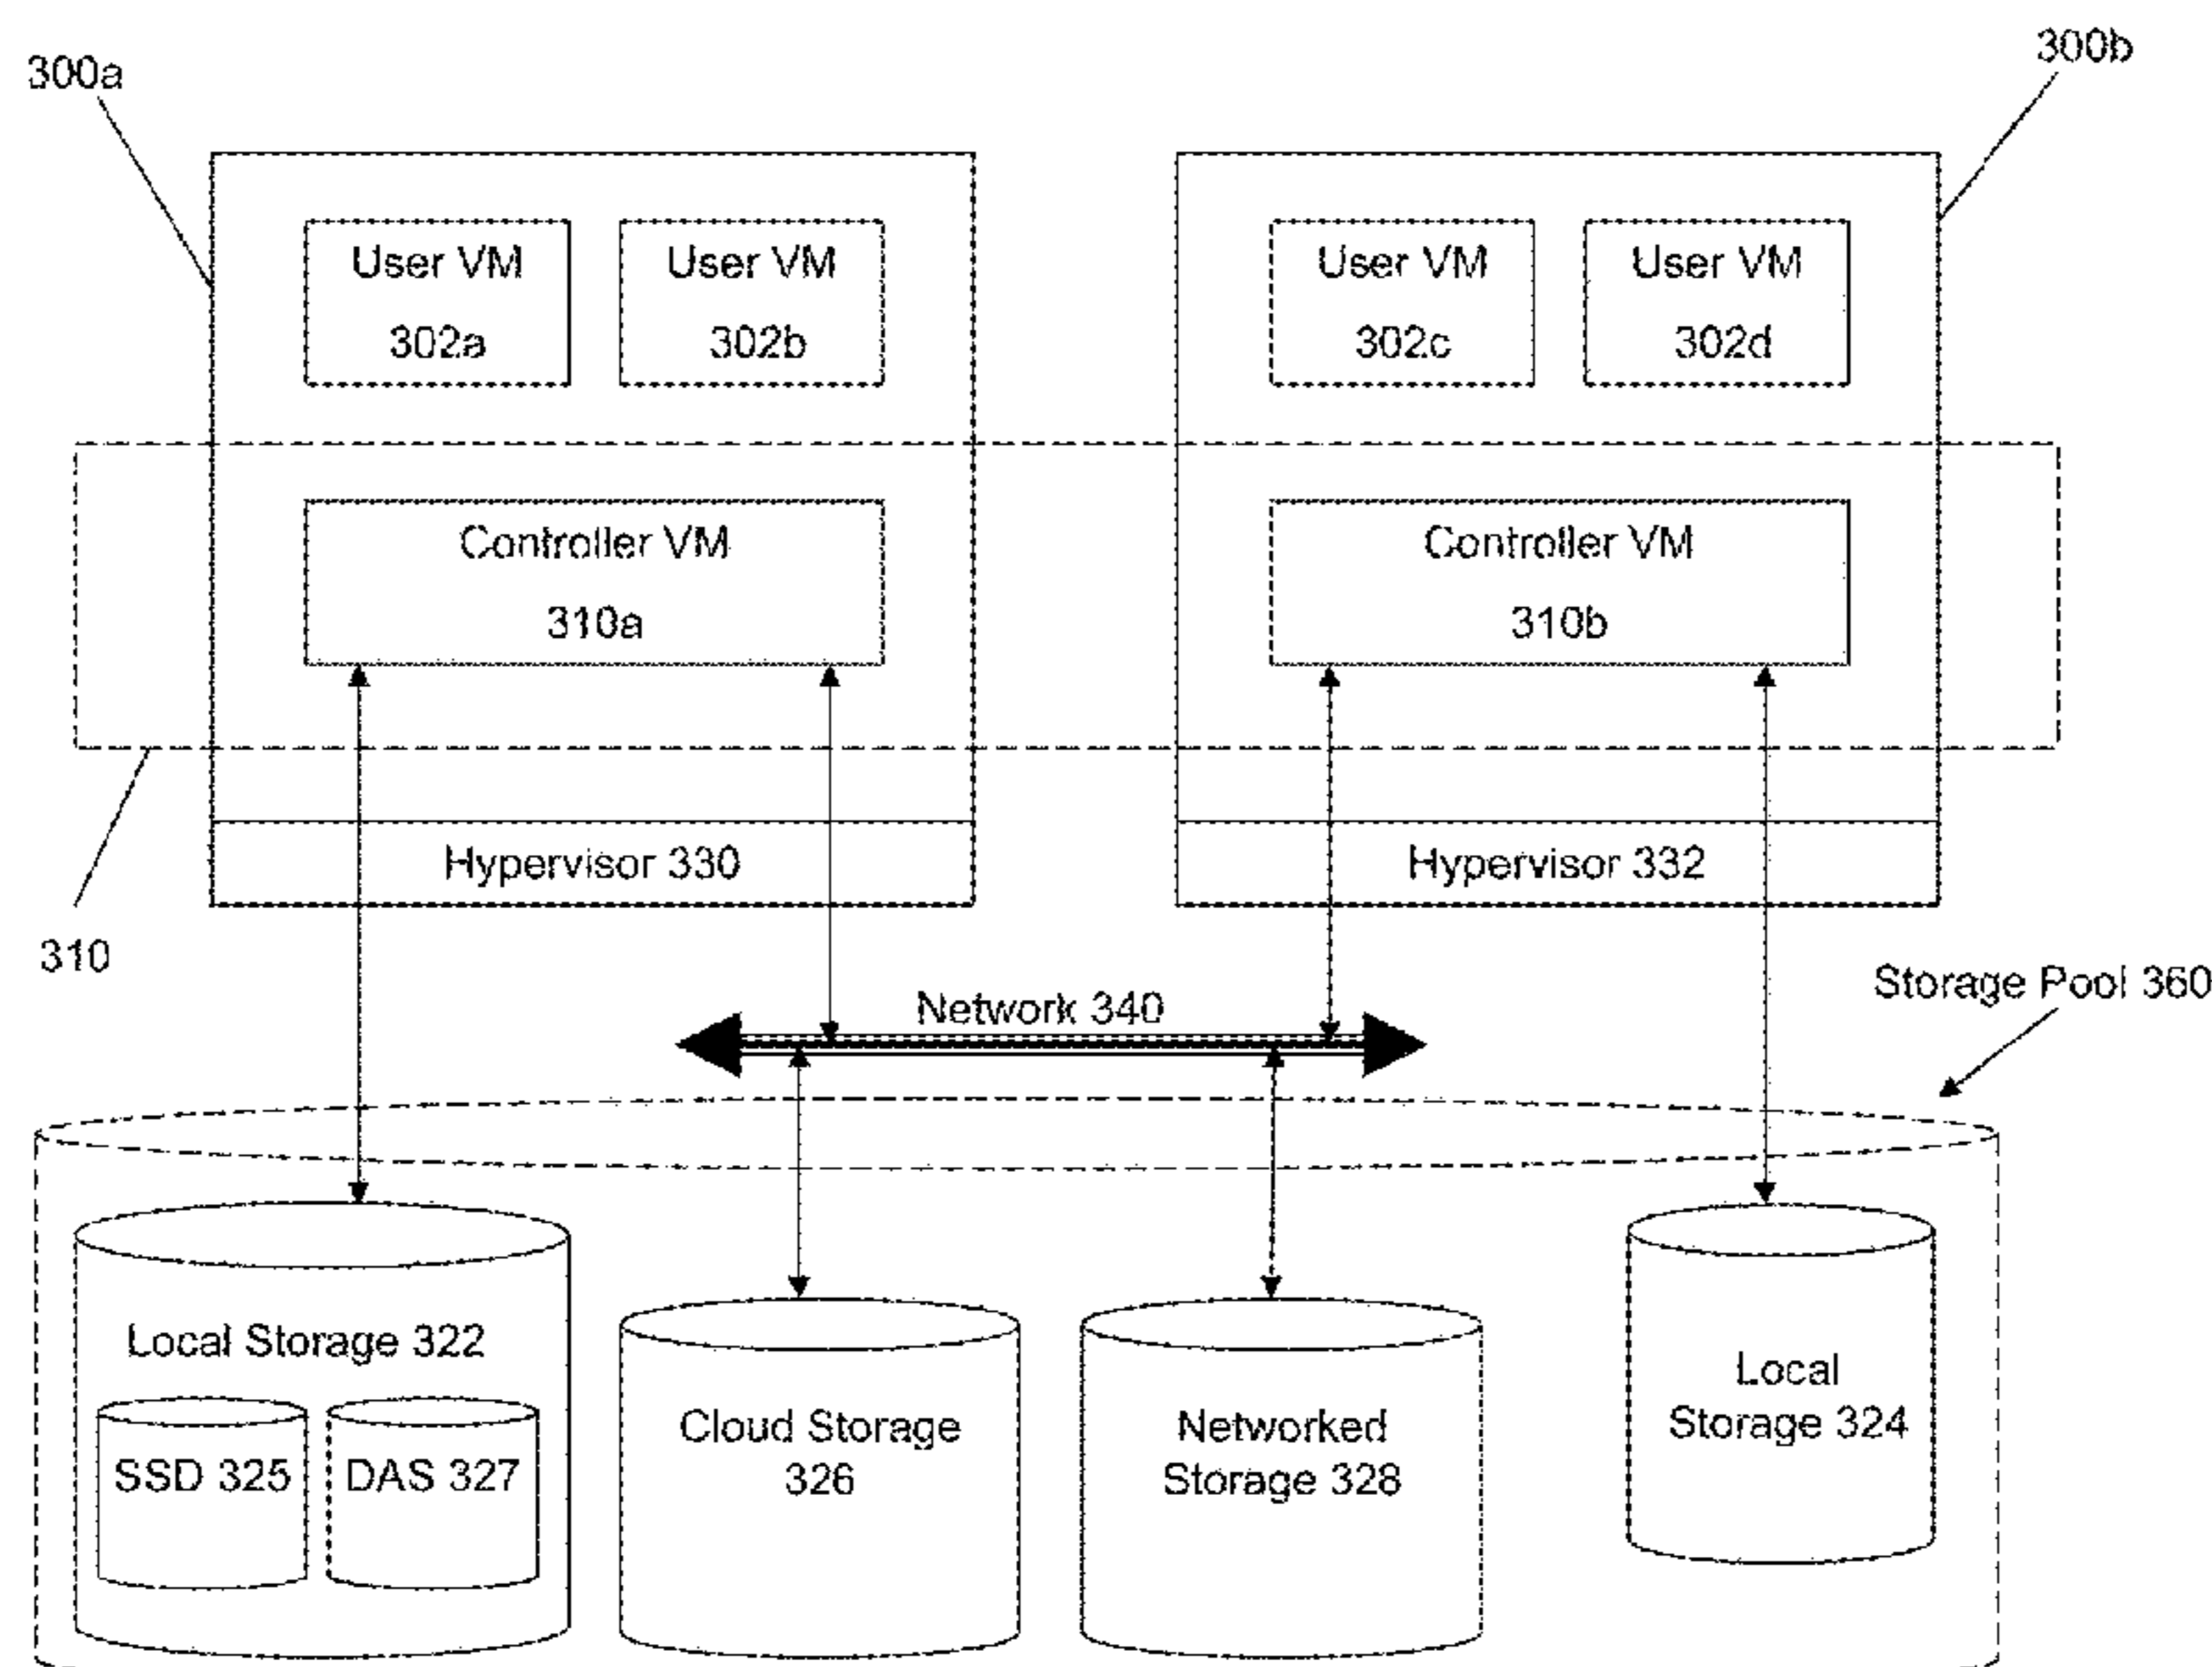 300a
300b
User VM
302a
User VM
302b
User VM
302c
User VM
302d
Controller VM
310a
Controller VM
310b
Hypervisor 330
Hypervisor 332
310
Storage Pool 360
Network 340
Local Storage 322
SSD 325
DAS 327
Cloud Storage
326
Networked
Storage 328
Local
Storage 324